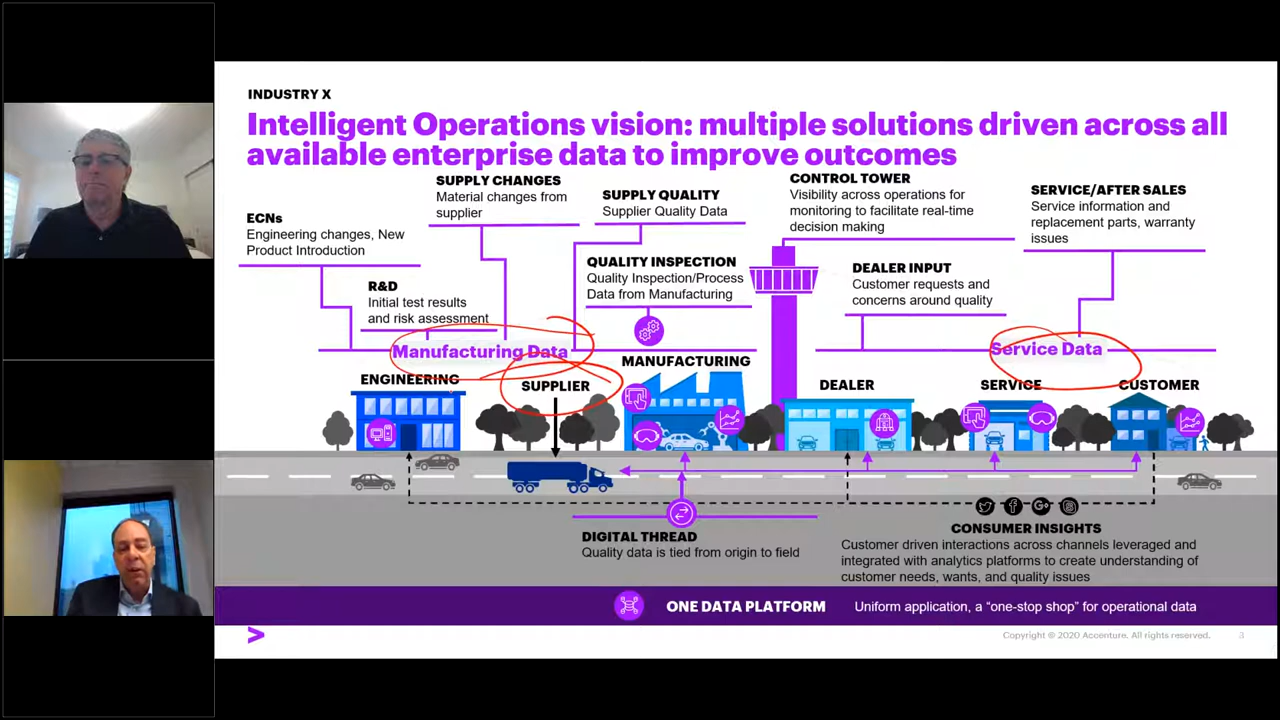 INDUSTRY X
Intelligent Operations vision: multiple solutions driven across all
available enterprise data to improve outcomes
ECNs
Engineering changes, New
Product Introduction
SUPPLY CHANGES
Material changes from
supplier
SUPPLY QUALITY
Supplier Quality Data
CONTROL TOWER
Visibility across operations for
monitoring to facilitate real-time
decision making
SERVICE/AFTER SALES
Service information and
replacement parts, warranty
issues
R&D
Initial test results
and risk assessment
QUALITY INSPECTION
Quality Inspection/Process
Data from Manufacturing
DEALER INPUT
Customer requests and
concerns around quality
Manufacturing Data
Service Data
ENGINEERING
SUPPLIER
MANUFACTURING
DEALER
SERVICE
CUSTOMER
DIGITAL THREAD
Quality data is tied from origin to field
CONSUMER INSIGHTS
Customer driven interactions across channels leveraged and
integrated with analytics platforms to create understanding of
customer needs, wants, and quality issues
ONE DATA PLATFORM
Uniform application, a “one-stop shop” for operational data
Copyright © 2020 Accenture. All rights reserved.